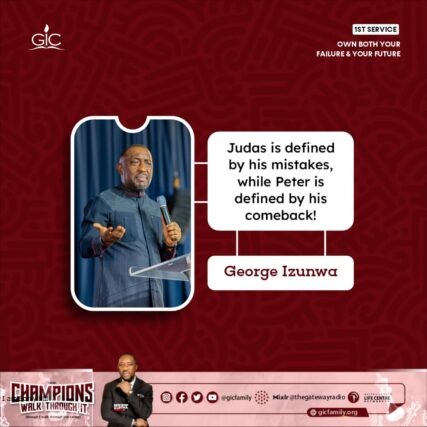 GIC
1ST SERVICE
OWN BOTH YOUR
FAILURE & YOUR FUTURE
Judas is defined
by his mistakes,
while Peter is
defined by his
comeback!
George Izunwa
CHAMPIONS
WALK THROUGH IT
@gicfamily
Mixlr @thegatewayradio
LIFE CENTRE
gicfamily.org